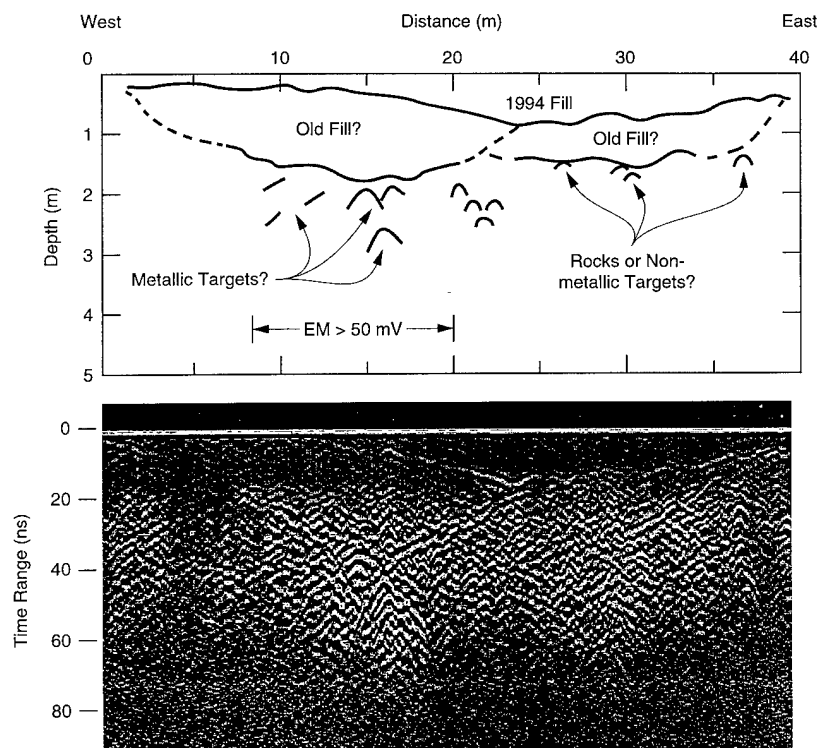 West Distance (m) East
0 10 20 30 40
1994 Fill
Old Fill?
Old Fill?
1
2
3
4
5
Depth (m)
Metallic Targets?
Rocks or Non-
metallic Targets?
EM > 50 mV
0
20
40
60
80
Time Range (ns)